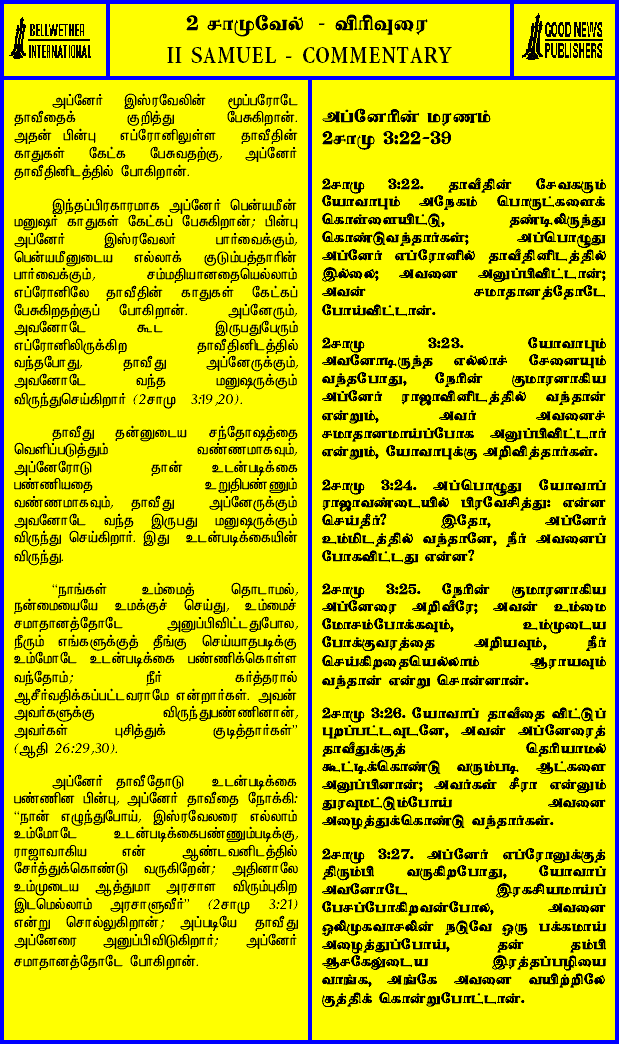 BELLWETHER
INTERNATIONAL
2 சாமுவேல் - விரிவுரை
II SAMUEL - COMMENTARY
GOOD NEWS
PUBLISHERS
அப்னேர் இஸ்ரவேலின் மூப்பரோடே
தாவீதைக் குறித்து பேசுகிறான்.
அதன் பின்பு எப்ரோனிலுள்ள தாவீதின்
காதுகள் கேட்க பேசுவதற்கு, அப்னேர்
தாவீதினிடத்தில் போகிறான்.
இந்தப்பிரகாரமாக அப்னேர் பென்யமீன்
மனுஷர் காதுகள் கேட்கப் பேசுகிறான்; பின்பு
அப்னேர் இஸ்ரவேலர் பார்வைக்கும்,
பென்யமீனுடைய எல்லாக் குடும்பத்தாரின்
பார்வைக்கும், சம்மதியானதையெல்லாம்
எப்ரோனிலே தாவீதின் காதுகள் கேட்கப்
பேசுகிறதற்குப் போகிறான். அப்னேரும்,
அவனோடே கூட இருபதுபேரும்
எப்ரோனிலிருக்கிற தாவீதினிடத்தில்
வந்தபோது, தாவீது அப்னேருக்கும்,
அவனோடே வந்த மனுஷருக்கும்
விருந்துசெய்கிறார் (2சாமு 3:19,20).
தாவீது தன்னுடைய சந்தோஷத்தை
வெளிப்படுத்தும் வண்ணமாகவும்,
அப்னேரோடு தான் உடன்படிக்கை
பண்ணியதை உறுதிபண்ணும்
வண்ணமாகவும், தாவீது அப்னேருக்கும்
அவனோடே வந்த இருபது மனுஷருக்கும்
விருந்து செய்கிறார். இது உடன்படிக்கையின்
விருந்து.
“நாங்கள் உம்மைத் தொடாமல்,
நன்மையையே உமக்குச் செய்து, உம்மைச்
சமாதானத்தோடே அனுப்பிவிட்டதுபோல,
நீரும் எங்களுக்குத் தீங்கு செய்யாதபடிக்கு
உம்மோடே உடன்படிக்கை பண்ணிக்கொள்ள
வந்தோம்; நீர் கர்த்தரால்
ஆசீர்வதிக்கப்பட்டவராமே என்றார்கள். அவன்
அவர்களுக்கு விருந்துபண்ணினான்,
அவர்கள் புசித்துக் குடித்தார்கள்”
(ஆதி 26:29,30).
அப்னேர் தாவீதோடு உடன்படிக்கை
பண்ணின பின்பு, அப்னேர் தாவீதை நோக்கி:
“நான் எழுந்துபோய், இஸ்ரவேலரை எல்லாம்
உம்மோடே உடன்படிக்கைபண்ணும்படிக்கு,
ராஜாவாகிய என் ஆண்டவனிடத்தில்
சேர்த்துக்கொண்டு வருகிறேன்; அதினாலே
உம்முடைய ஆத்துமா அரசாள விரும்புகிற
இடமெல்லாம் அரசாளுவீர்” (2சாமு 3:21)
என்று சொல்லுகிறான்; அப்படியே தாவீது
அப்னேரை அனுப்பிவிடுகிறார்; அப்னேர்
சமாதானத்தோடே போகிறான்.
அப்னேரின் மரணம்
2சாமு 3:22-39
2சாமு 3:22. தாவீதின் சேவகரும்
யோவாபும் அநேகம் பொருட்களைக்
கொள்ளையிட்டு, தண்டிலிருந்து
கொண்டுவந்தார்கள்; அப்பொழுது
அப்னேர் எப்ரோனில் தாவீதினிடத்தில்
இல்லை; அவனை அனுப்பிவிட்டான்;
அவன் சமாதானத்தோடே
போய்விட்டான்.
2சாமு 3:23. யோவாபும்
அவனோடிருந்த எல்லாச் சேனையும்
வந்தபோது, நேரின் குமாரனாகிய
அப்னேர் ராஜாவினிடத்தில் வந்தான்
என்றும், அவர் அவனைச்
சமாதானமாய்ப்போக அனுப்பிவிட்டார்
என்றும், யோவாபுக்கு அறிவித்தார்கள்.
2சாமு 3:24. அப்பொழுது யோவாப்
ராஜாவண்டையில் பிரவேசித்து: என்ன
செய்தீர்? இதோ, அப்னேர்
உம்மிடத்தில் வந்தானே, நீர் அவனைப்
போகவிட்டது என்ன?
2சாமு 3:25. நேரின் குமாரனாகிய
அப்னேரை அறிவீரே; அவன் உம்மை
மோசம்போக்கவும், உம்முடைய
போக்குவரத்தை அறியவும், நீர்
செய்கிறதையெல்லாம் ஆராயவும்
வந்தான் என்று சொன்னான்.
2சாமு 3:26. யோவாப் தாவீதை விட்டுப்
புறப்பட்டவுடனே, அவன் அப்னேரைத்
தாவீதுக்குத் தெரியாமல்
கூட்டிக்கொண்டு வரும்படி ஆட்களை
அனுப்பினான்; அவர்கள் சீரா என்னும்
துரவுமட்டும்போய் அவனை
அழைத்துக்கொண்டு வந்தார்கள்.
2சாமு 3:27. அப்னேர் எப்ரோனுக்குத்
திரும்பி வருகிறபோது, யோவாப்
அவனோடே இரகசியமாய்ப்
பேசப்போகிறவன்போல, அவனை
ஒலிமுகவாசலின் நடுவே ஒரு பக்கமாய்
அழைத்துப்போய், தன் தம்பி
ஆசகேலுடைய இரத்தப்பழியை
வாங்க, அங்கே அவனை வயிற்றிலே
குத்திக் கொன்றுபோட்டான்.